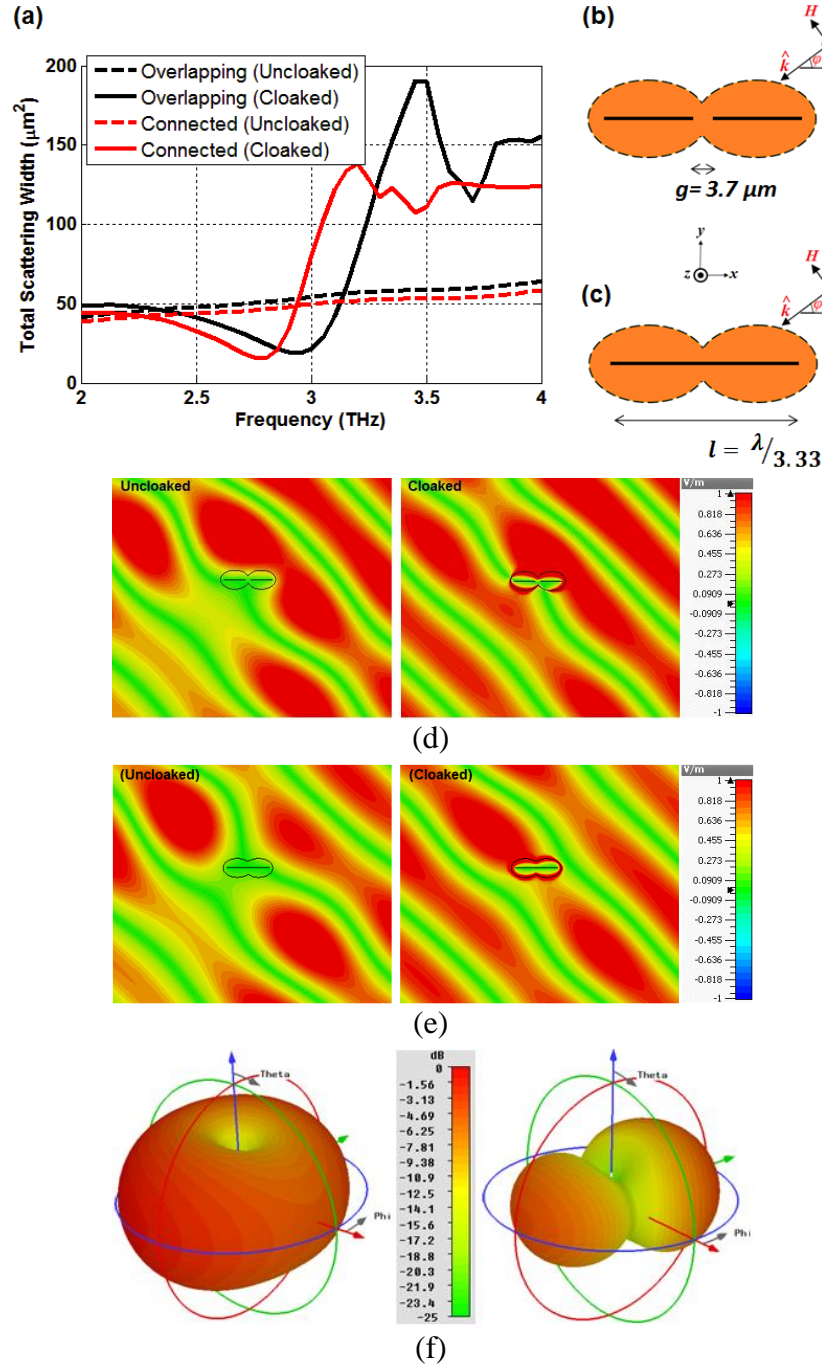 (a)
Total Scattering Width (µm²)
200
150
100
50
0
2
2.5
3
3.5
4
Frequency (THz)
Overlapping (Uncloaked)
Overlapping (Cloaked)
Connected (Uncloaked)
Connected (Cloaked)
(b)
H
k̂
φ
g= 3.7 µm
y
z
x
(c)
H
k̂
φ
l = λ/3.33
Uncloaked
Cloaked
V/m
1
0.818
0.636
0.455
0.273
0.0909
-0.0909
-0.273
-0.455
-0.636
-0.818
-1
(d)
(Uncloaked)
(Cloaked)
V/m
1
0.818
0.636
0.455
0.273
0.0909
-0.0909
-0.273
-0.455
-0.636
-0.818
-1
(e)
Theta
Phi
dB
0
-1.56
-3.13
-4.69
-6.25
-7.81
-9.38
-10.9
-12.5
-14.1
-15.6
-17.2
-18.8
-20.3
-21.9
-23.4
-25
Theta
Phi
(f)